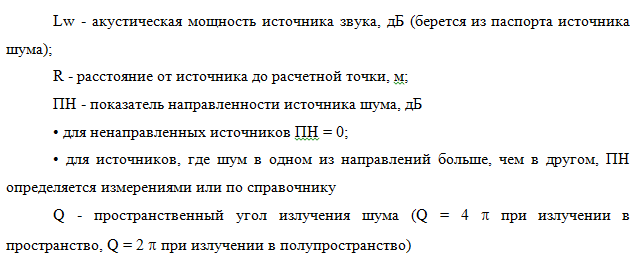 Lw - акустическая мощность источника звука, дБ (берется из паспорта источника
шума);
R - расстояние от источника до расчетной точки, м;
ПН - показатель направленности источника шума, дБ
• для ненаправленных источников ПН = 0;
• для источников, где шум в одном из направлений больше, чем в другом, ПН
определяется измерениями или по справочнику
Q - пространственный угол излучения шума (Q = 4 π при излучении в
пространство, Q = 2 π при излучении в полупространство)